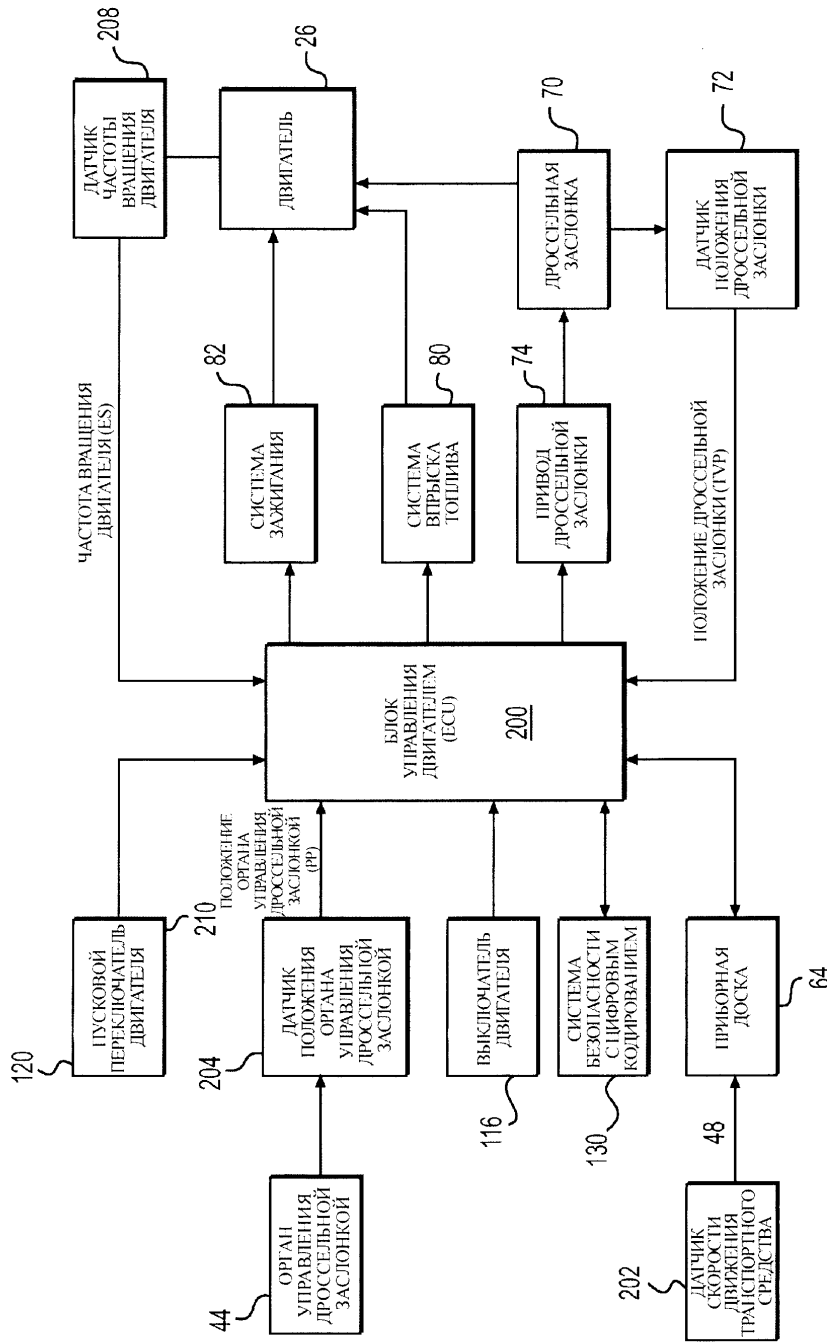 208
ДАТЧИК
ЧАСТОТЫ
ВРАЩЕНИЯ
ДВИГАТЕЛЯ
26
ДВИГАТЕЛЬ
70
ДРОССЕЛЬНАЯ
ЗАСЛОНКА
72
ДАТЧИК
ПОЛОЖЕНИЯ
ДРОССЕЛЬНОЙ
ЗАСЛОНКИ
ЧАСТОТА ВРАЩЕНИЯ
ДВИГАТЕЛЯ (ES)
82
СИСТЕМА
ЗАЖИГАНИЯ
80
СИСТЕМА
ВПРЫСКА
ТОПЛИВА
74
ПРИВОД
ДРОССЕЛЬНОЙ
ЗАСЛОНКИ
ПОЛОЖЕНИЕ ДРОССЕЛЬНОЙ
ЗАСЛОНКИ (TVP)
БЛОК
УПРАВЛЕНИЯ
ДВИГАТЕЛЕМ
(ECU)
200
210
ПУСКОВОЙ
ПЕРЕКЛЮЧАТЕЛЬ
ДВИГАТЕЛЯ
120
ПОЛОЖЕНИЕ
ОРГАНА
УПРАВЛЕНИЯ
ДРОССЕЛЬНОЙ
ЗАСЛОНКОЙ
(PP)
ДАТЧИК
ПОЛОЖЕНИЯ
ОРГАНА
УПРАВЛЕНИЯ
ДРОССЕЛЬНОЙ
ЗАСЛОНКОЙ
204
ВЫКЛЮЧАТЕЛЬ
ДВИГАТЕЛЯ
116
СИСТЕМА
БЕЗОПАСНОСТИ
С ЦИФРОВЫМ
КОДИРОВАНИЕМ
130
ПРИБОРНАЯ
ДОСКА
64
48
ОРГАН
УПРАВЛЕНИЯ
ДРОССЕЛЬНОЙ
ЗАСЛОНКОЙ
44
ДАТЧИК
СКОРОСТИ
ДВИЖЕНИЯ
ТРАНСПОРТНОГО
СРЕДСТВА
202